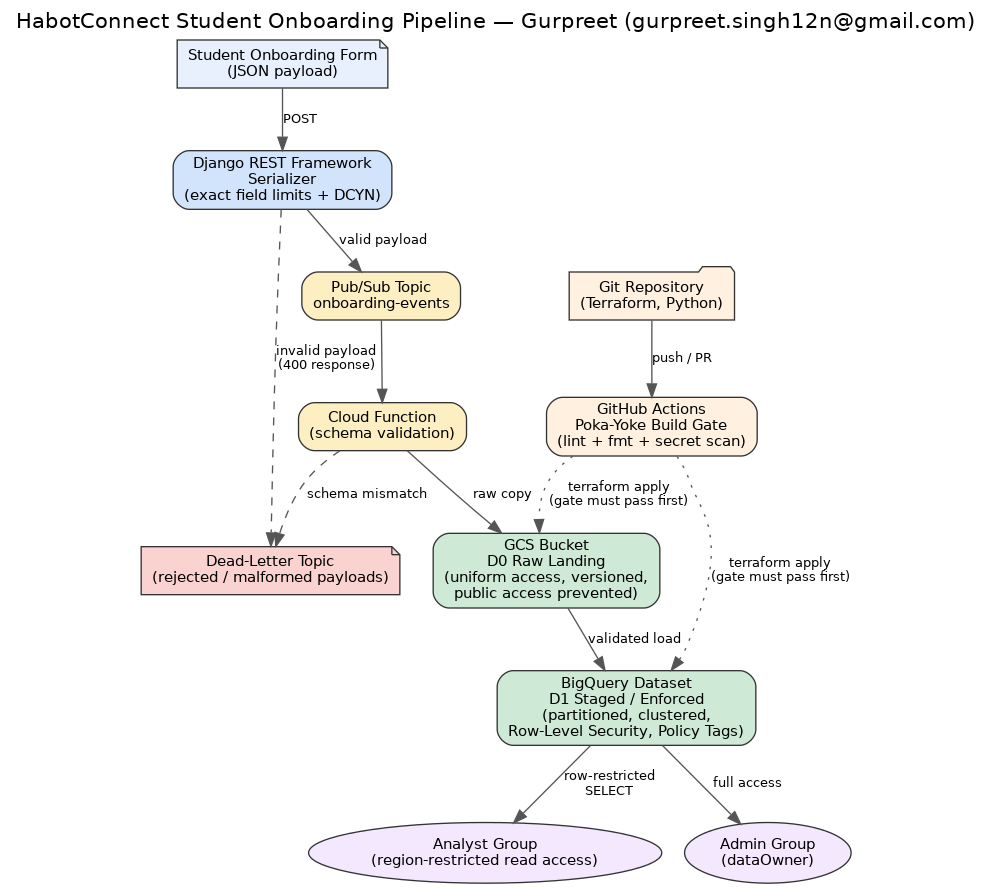 HabotConnect Student Onboarding Pipeline — Gurpreet (gurpreet.singh12n@gmail.com)
Student Onboarding Form
(JSON payload)
POST
Django REST Framework
Serializer
(exact field limits + DCYN)
valid payload
Pub/Sub Topic
onboarding-events
Git Repository
(Terraform, Python)
invalid payload
(400 response)
push / PR
Cloud Function
(schema validation)
GitHub Actions
Poka-Yoke Build Gate
(lint + fmt + secret scan)
schema mismatch
raw copy
terraform apply
(gate must pass first)
Dead-Letter Topic
(rejected / malformed payloads)
GCS Bucket
D0 Raw Landing
(uniform access, versioned,
public access prevented)
terraform apply
(gate must pass first)
validated load
BigQuery Dataset
D1 Staged / Enforced
(partitioned, clustered,
Row-Level Security, Policy Tags)
row-restricted
SELECT
full access
Analyst Group
(region-restricted read access)
Admin Group
(dataOwner)